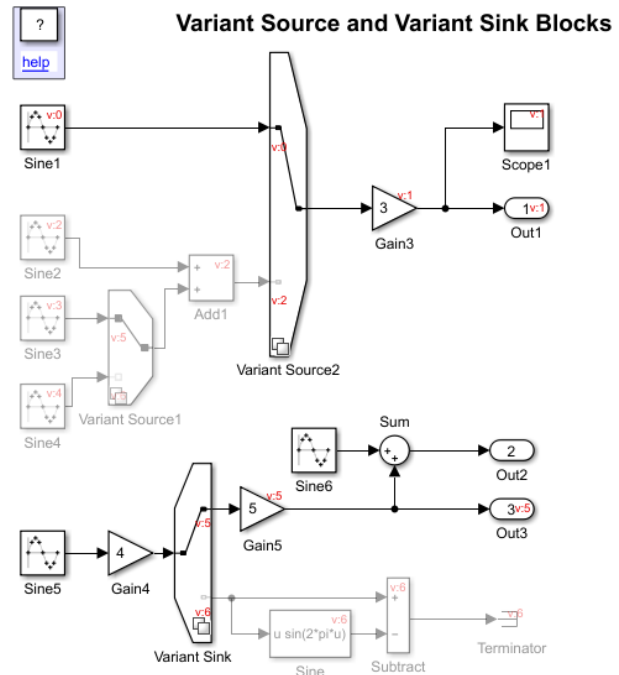 ?
Variant Source and Variant Sink Blocks
help
v:0
Sine1
v:0
v:1
Scope1
3
v:1
Gain3
1
v:1
Out1
v:2
Sine2
+
+
v:2
Add1
v:2
v:3
Sine3
v:5
v:4
Sine4
Variant Source1
Variant Source2
Sum
+
+
Sine6
2
Out2
5
v:5
Gain5
3
v:5
Out3
v:5
Sine5
4
Gain4
v:6
Variant Sink
v:6
u sin(2*pi*u)
Sine
v:6
+
−
Subtract
v:6
Terminator